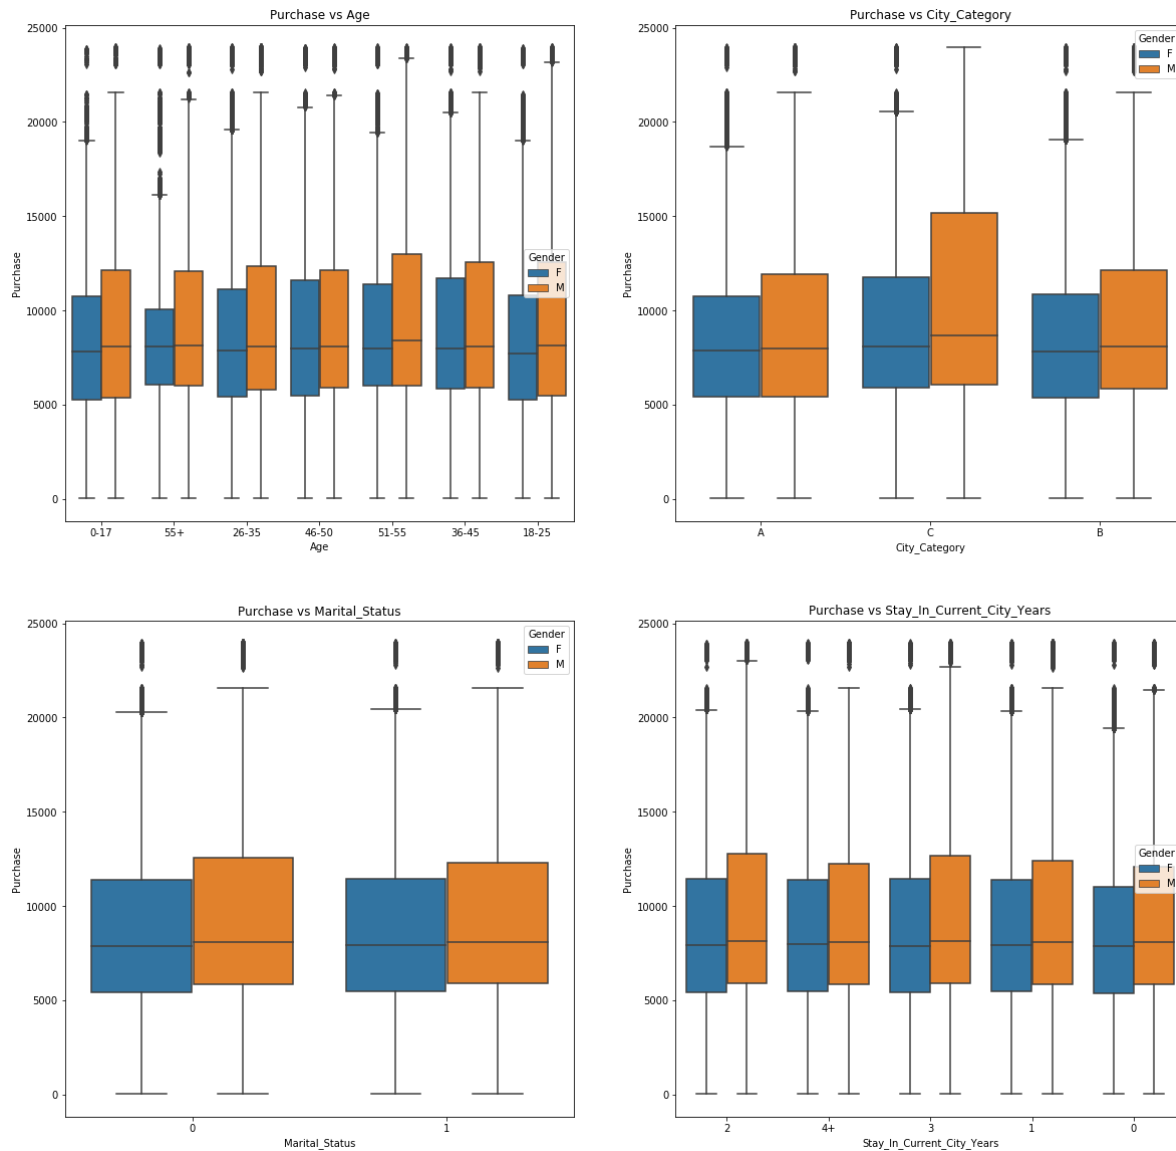 Purchase vs Age
25000
20000
15000
10000
5000
0
Purchase
0-17 55+ 26-35 46-50 51-55 36-45 18-25
Age
Gender
F
M
Purchase vs City_Category
25000
20000
15000
10000
5000
0
Purchase
A C B
City_Category
Gender
F
M
Purchase vs Marital_Status
25000
20000
15000
10000
5000
0
Purchase
0 1
Marital_Status
Gender
F
M
Purchase vs Stay_In_Current_City_Years
25000
20000
15000
10000
5000
0
Purchase
2 4+ 3 1 0
Stay_In_Current_City_Years
Gender
F
M